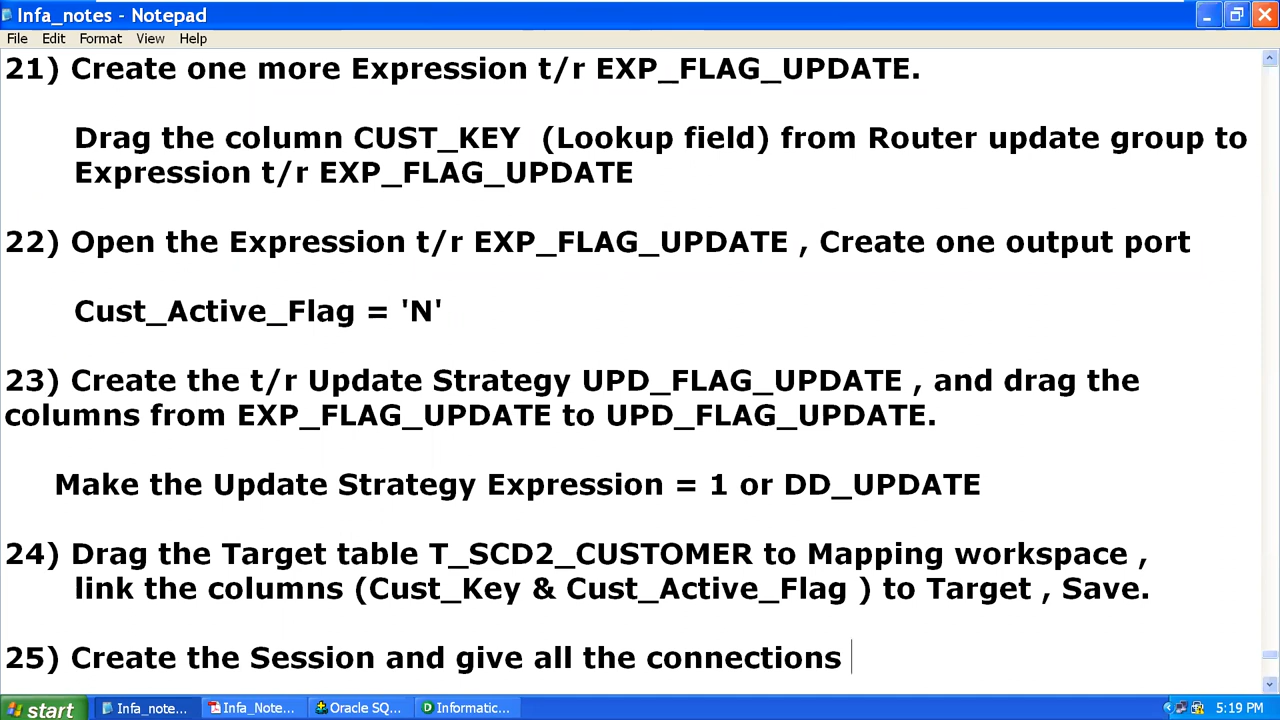 Infa_notes - Notepad
File Edit Format View Help
21) Create one more Expression t/r EXP_FLAG_UPDATE.
Drag the column CUST_KEY (Lookup field) from Router update group to
Expression t/r EXP_FLAG_UPDATE
22) Open the Expression t/r EXP_FLAG_UPDATE , Create one output port
Cust_Active_Flag = 'N'
23) Create the t/r Update Strategy UPD_FLAG_UPDATE , and drag the
columns from EXP_FLAG_UPDATE to UPD_FLAG_UPDATE.
Make the Update Strategy Expression = 1 or DD_UPDATE
24) Drag the Target table T_SCD2_CUSTOMER to Mapping workspace ,
link the columns (Cust_Key & Cust_Active_Flag ) to Target , Save.
25) Create the Session and give all the connections
start Infa_note... Infa_Note... Oracle SQ... Informatic... 5:19 PM